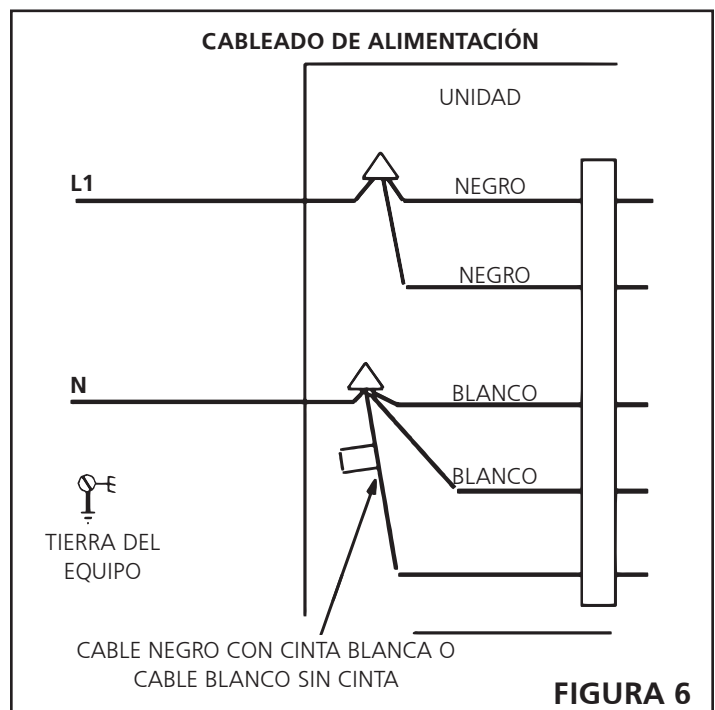 CABLEADO DE ALIMENTACIÓN
UNIDAD
L1
NEGRO
NEGRO
N
BLANCO
BLANCO
TIERRA DEL
EQUIPO
CABLE NEGRO CON CINTA BLANCA O
CABLE BLANCO SIN CINTA
FIGURA 6